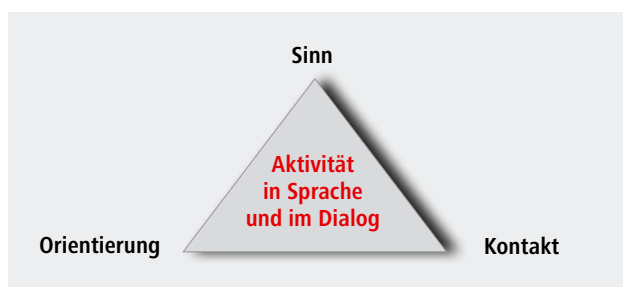 Sinn
Aktivität
in Sprache
und im Dialog
Orientierung
Kontakt